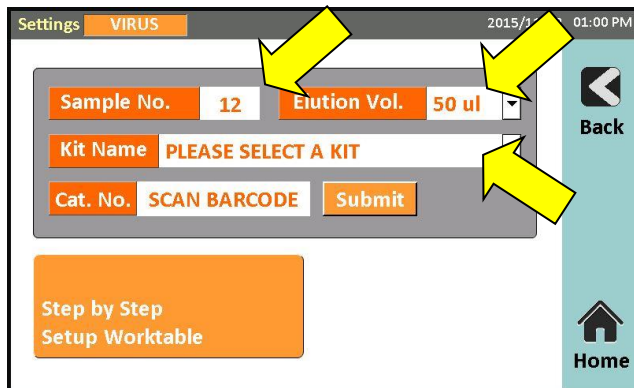 Settings VIRUS 2015/1 01:00 PM
Sample No. 12 Elution Vol. 50 ul
Back
Kit Name PLEASE SELECT A KIT
Cat. No. SCAN BARCODE Submit
Step by Step
Setup Worktable
Home